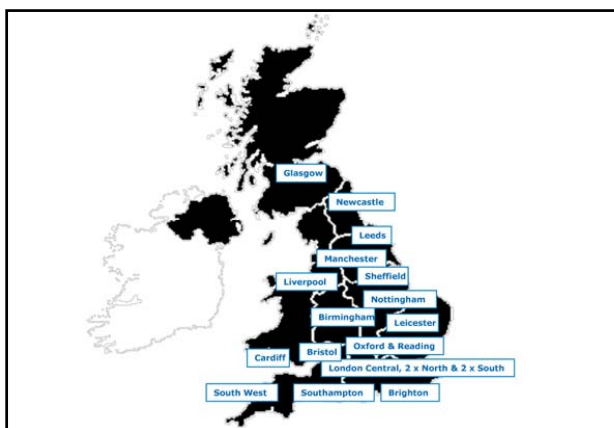 Glasgow
Newcastle
Leeds
Manchester
Sheffield
Liverpool
Nottingham
Birmingham
Leicester
Oxford & Reading
Bristol
Cardiff
London Central, 2 x North & 2 x South
South West
Southampton
Brighton